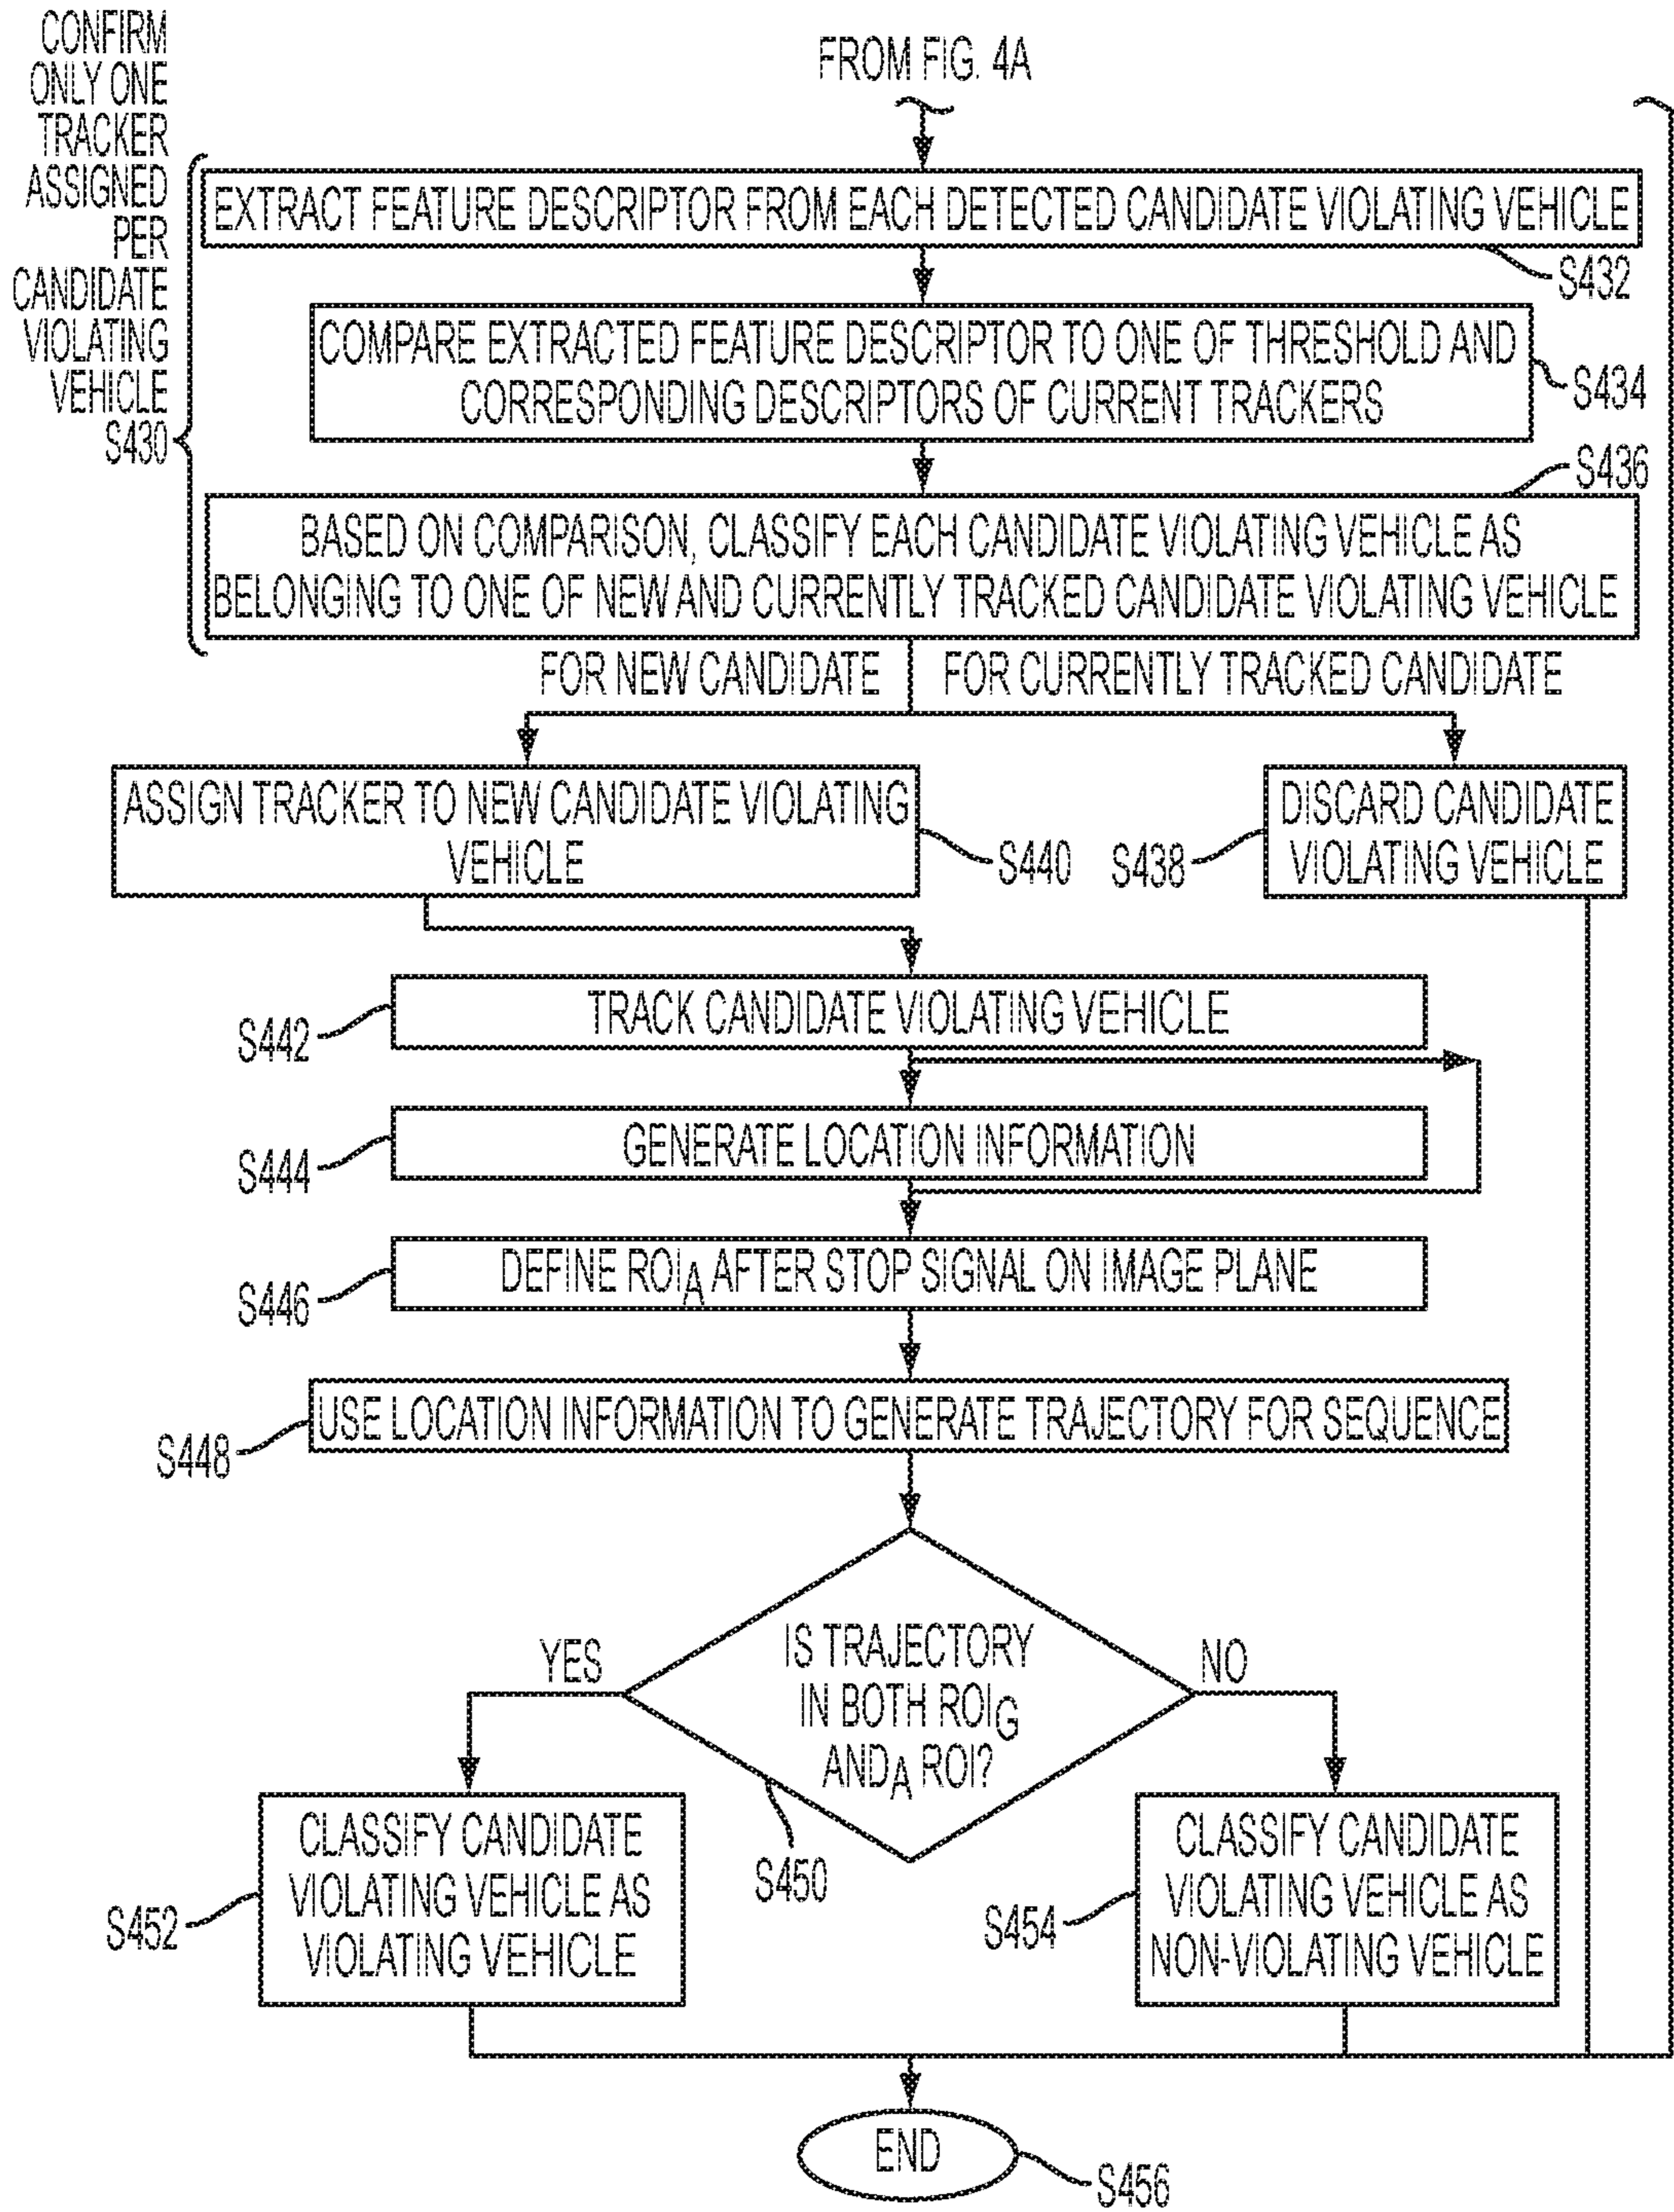 CONFIRM
ONLY ONE
TRACKER
ASSIGNED
PER
CANDIDATE
VIOLATING
VEHICLE
S430
FROM FIG. 4A
EXTRACT FEATURE DESCRIPTOR FROM EACH DETECTED CANDIDATE VIOLATING VEHICLE
S432
COMPARE EXTRACTED FEATURE DESCRIPTOR TO ONE OF THRESHOLD AND
CORRESPONDING DESCRIPTORS OF CURRENT TRACKERS
S434
S436
BASED ON COMPARISON, CLASSIFY EACH CANDIDATE VIOLATING VEHICLE AS
BELONGING TO ONE OF NEW AND CURRENTLY TRACKED CANDIDATE VIOLATING VEHICLE
FOR NEW CANDIDATE
FOR CURRENTLY TRACKED CANDIDATE
ASSIGN TRACKER TO NEW CANDIDATE VIOLATING
VEHICLE
S440
S438
DISCARD CANDIDATE
VIOLATING VEHICLE
TRACK CANDIDATE VIOLATING VEHICLE
S442
GENERATE LOCATION INFORMATION
S444
DEFINE ROIA AFTER STOP SIGNAL ON IMAGE PLANE
S446
USE LOCATION INFORMATION TO GENERATE TRAJECTORY FOR SEQUENCE
S448
YES
IS TRAJECTORY
IN BOTH ROIG
ANDA ROI?
NO
S450
CLASSIFY CANDIDATE
VIOLATING VEHICLE AS
VIOLATING VEHICLE
S452
CLASSIFY CANDIDATE
VIOLATING VEHICLE AS
NON-VIOLATING VEHICLE
S454
END
S456